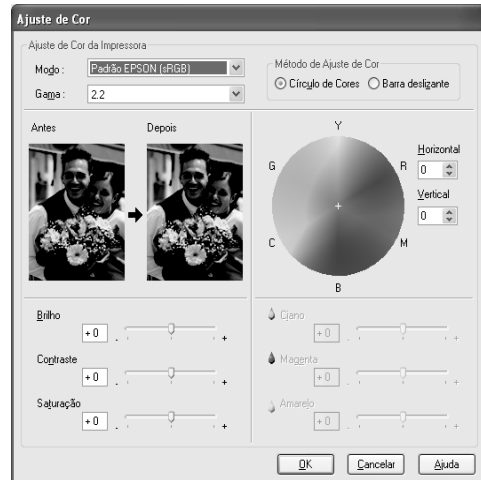 Ajuste de Cor
Ajuste de Cor da Impressora
Modo: Padrão EPSON (sRGB)
Gama: 2.2
Método de Ajuste de Cor
Círculo de Cores Barra deslizante
Antes Depois
Y
G R
C M
B
Horizontal
0
Vertical
0
Brilho
+0 - +
Contraste
+0 - +
Saturação
+0 - +
Ciano
+0 - +
Magenta
+0 - +
Amarelo
+0 - +
OK Cancelar Ajuda